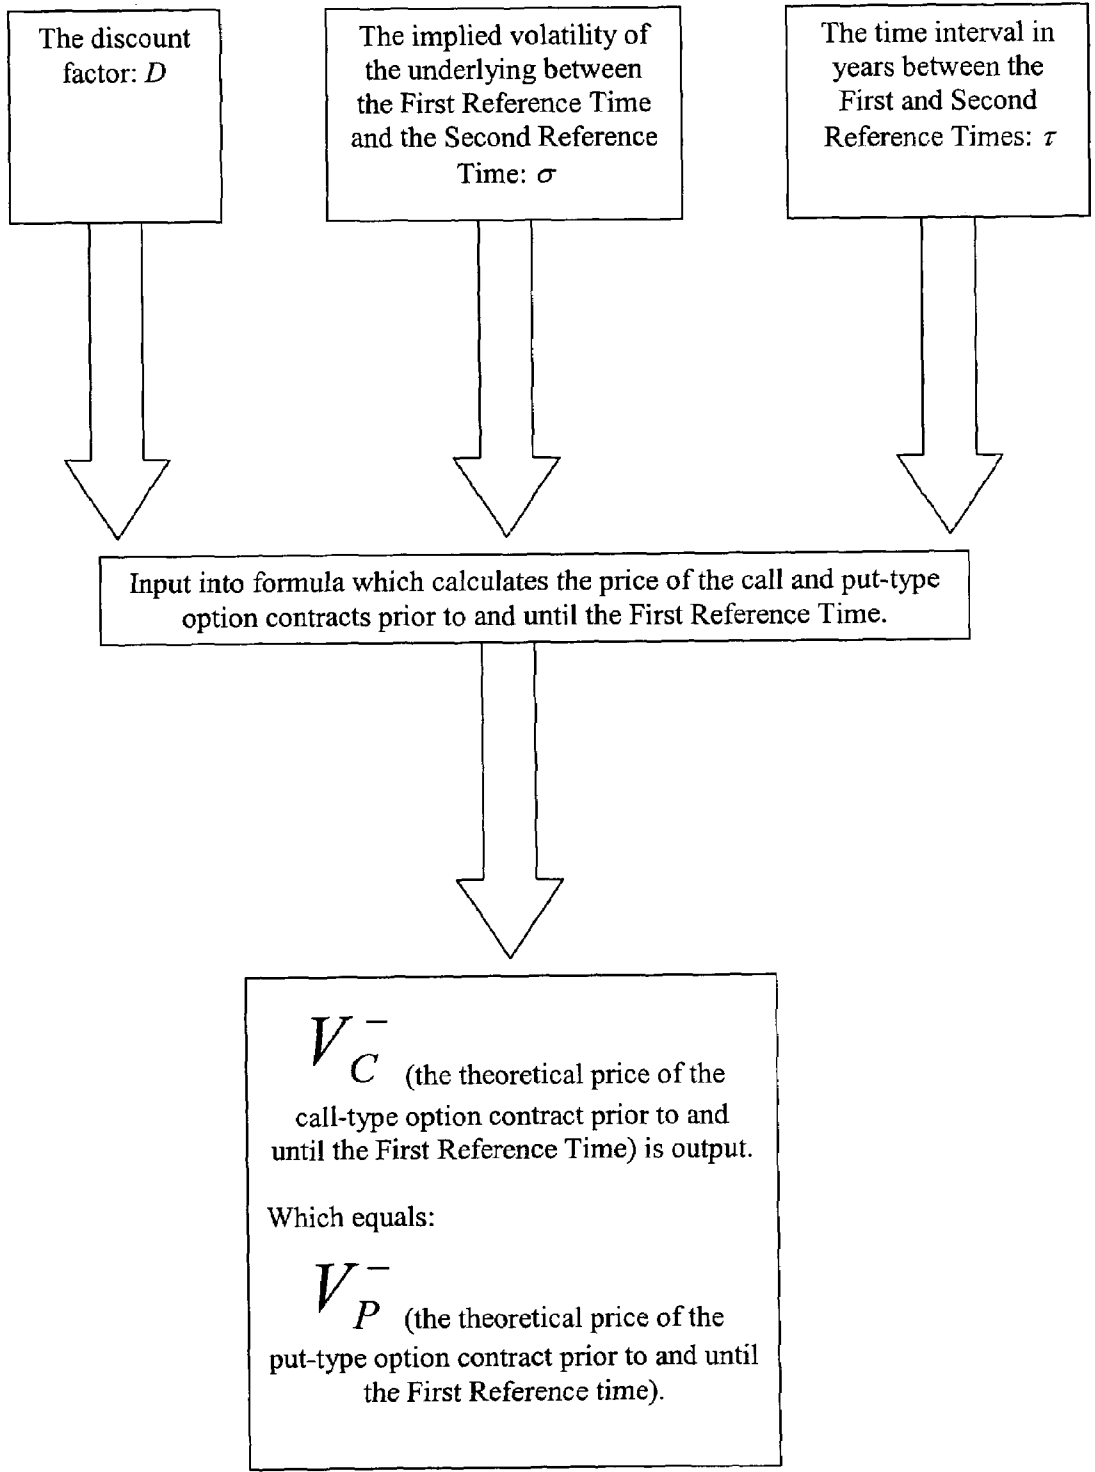 The discount
factor: D
The implied volatility of
the underlying between
the First Reference Time
and the Second Reference
Time: σ
The time interval in
years between the
First and Second
Reference Times: τ
Input into formula which calculates the price of the call and put-type
option contracts prior to and until the First Reference Time.
V_C^− (the theoretical price of the
call-type option contract prior to and
until the First Reference Time) is output.
Which equals:
V_P^− (the theoretical price of the
put-type option contract prior to and until
the First Reference time).